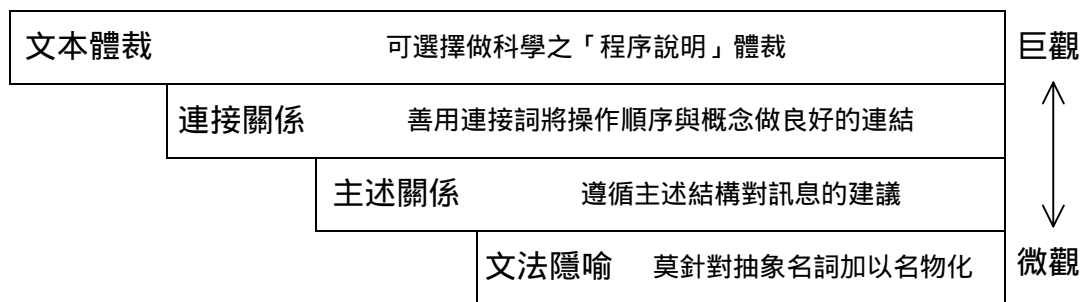 文本體裁 可選擇做科學之「程序說明」體裁 巨觀
連接關係 善用連接詞將操作順序與概念做良好的連結
主述關係 遵循主述結構對訊息的建議
文法隱喻 莫針對抽象名詞加以名物化 微觀